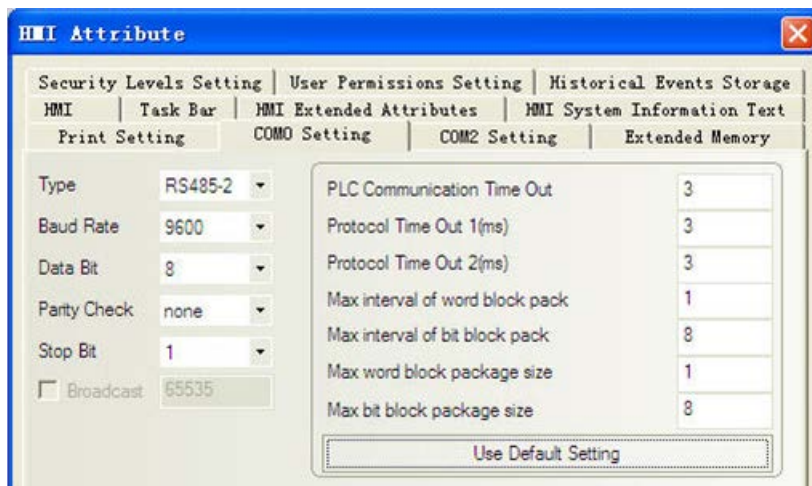 HMI Attribute
Security Levels Setting User Permissions Setting Historical Events Storage
HMI Task Bar HMI Extended Attributes HMI System Information Text
Print Setting COM0 Setting COM2 Setting Extended Memory
Type RS485-2 PLC Communication Time Out 3
Baud Rate 9600 Protocol Time Out 1(ms) 3
Data Bit 8 Protocol Time Out 2(ms) 3
Parity Check none Max interval of word block pack 1
Stop Bit 1 Max interval of bit block pack 8
Broadcast 65535 Max word block package size 1
Max bit block package size 8
Use Default Setting